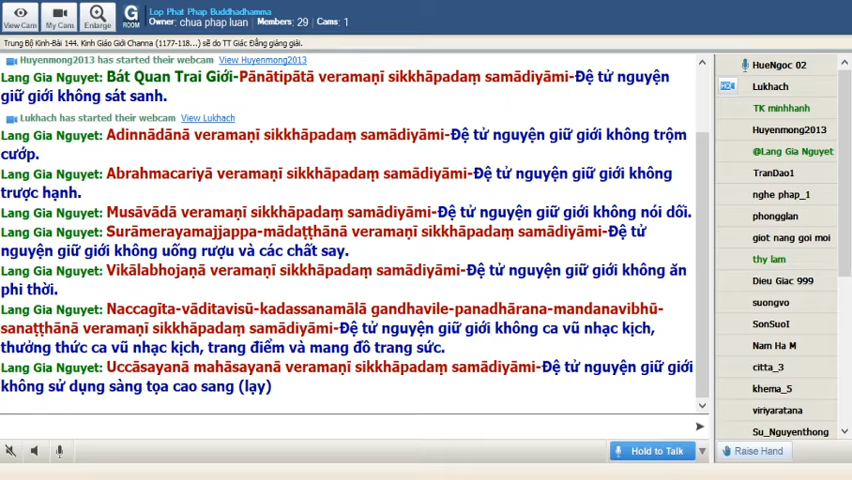 Lop Phat Phap Buddhadhamma
Owner: chua phap luan  Members: 29  Cams: 1
View Cam
My Cam
Enlarge
G
ROOM
Trung Bộ Kinh-Bài 144. Kinh Giáo Giới Channa (1177-118...) sẽ do TT Giác Đẳng giảng giải.
Huyenmong2013 has started their webcam  View Huyenmong2013
Lang Gia Nguyet: Bát Quan Trai Giới-Pānātipātā veramaṇī sikkhāpadaṃ samādiyāmi-Đệ tử nguyện
giữ giới không sát sanh.
Lukhach has started their webcam  View Lukhach
Lang Gia Nguyet: Adinnādānā veramaṇī sikkhāpadaṃ samādiyāmi-Đệ tử nguyện giữ giới không trộm
cướp.
Lang Gia Nguyet: Abrahmacariyā veramaṇī sikkhāpadaṃ samādiyāmi-Đệ tử nguyện giữ giới không
trược hạnh.
Lang Gia Nguyet: Musāvādā veramaṇī sikkhāpadaṃ samādiyāmi-Đệ tử nguyện giữ giới không nói dối.
Lang Gia Nguyet: Surāmerayamajjappa-mādaṭṭhānā veramaṇī sikkhāpadaṃ samādiyāmi-Đệ tử
nguyện giữ giới không uống rượu và các chất say.
Lang Gia Nguyet: Vikālabhojaṇā veramaṇī sikkhāpadaṃ samādiyāmi-Đệ tử nguyện giữ giới không ăn
phi thời.
Lang Gia Nguyet: Naccagīta-vāditavisū-kadassanamālā gandhavile-panadhārana-mandanavibhū-
sanaṭṭhānā veramaṇī sikkhāpadaṃ samādiyāmi-Đệ tử nguyện giữ giới không ca vũ nhạc kịch,
thưởng thức ca vũ nhạc kịch, trang điểm và mang đồ trang sức.
Lang Gia Nguyet: Uccāsayanā mahāsayanā veramaṇī sikkhāpadaṃ samādiyāmi-Đệ tử nguyện giữ giới
không sử dụng sàng tọa cao sang (lạy)
Hold to Talk
HueNgoc 02
Lukhach
TK minhhanh
Huyenmong2013
@Lang Gia Nguyet
TranDao1
nghe phap_1
phongglan
giot nang goi moi
thy lam
Dieu Giac 999
suongvo
SonSuoI
Nam Ha M
citta_3
khema_5
viriyaratana
Su_Nguyenthong
Raise Hand